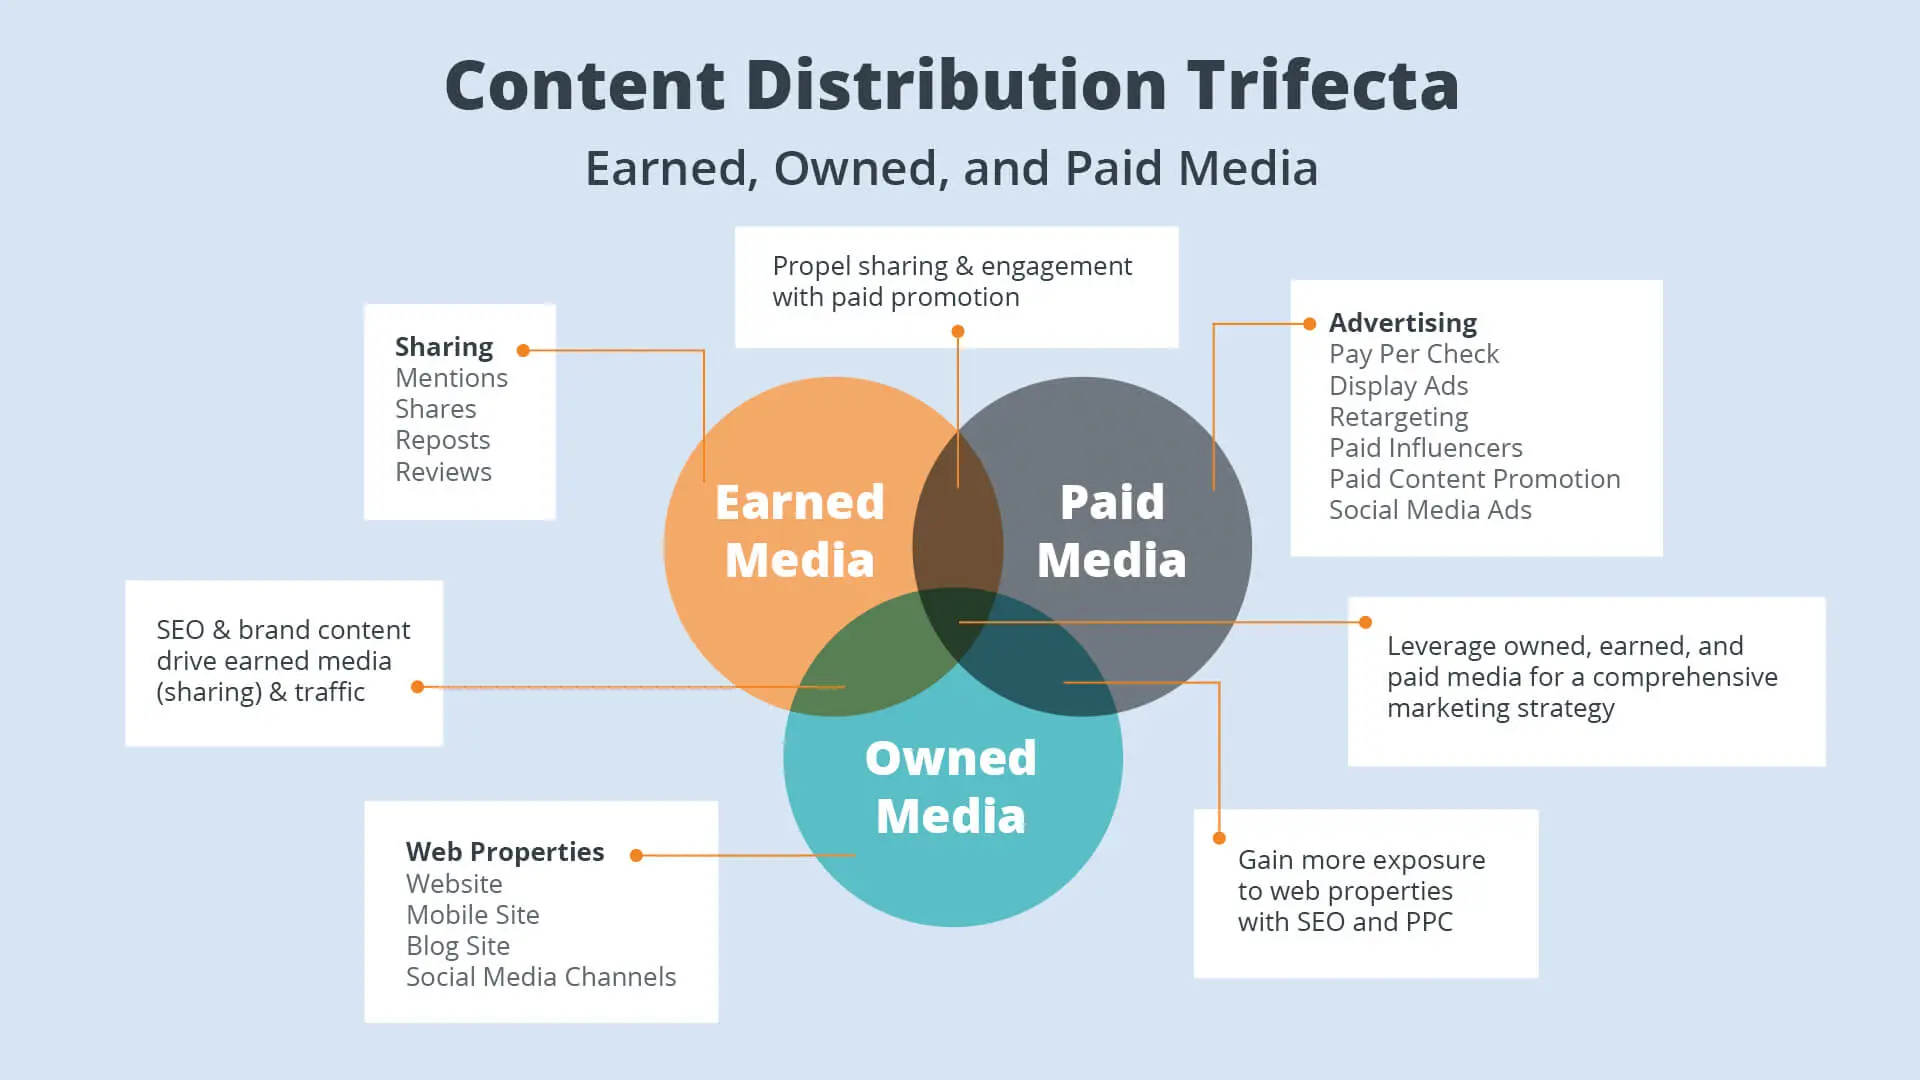 Content Distribution Trifecta
Earned, Owned, and Paid Media
Propel sharing & engagement
with paid promotion
Sharing
Mentions
Shares
Reposts
Reviews
Advertising
Pay Per Check
Display Ads
Retargeting
Paid Influencers
Paid Content Promotion
Social Media Ads
Earned
Media
Paid
Media
SEO & brand content
drive earned media
(sharing) & traffic
Leverage owned, earned, and
paid media for a comprehensive
marketing strategy
Owned
Media
Web Properties
Website
Mobile Site
Blog Site
Social Media Channels
Gain more exposure
to web properties
with SEO and PPC